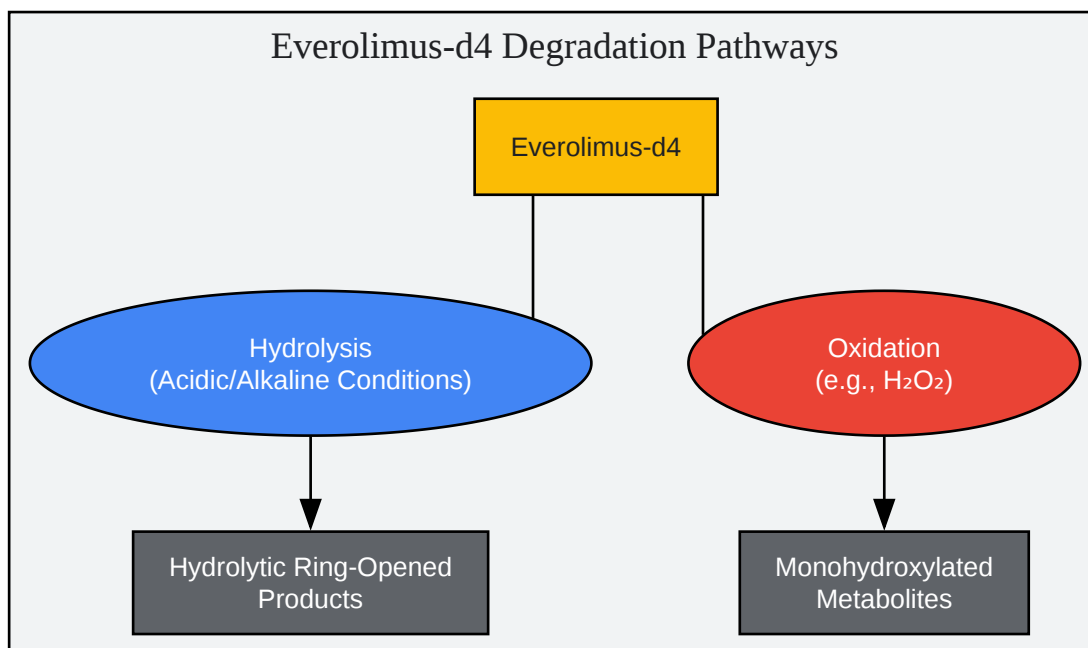 Everolimus-d4 Degradation Pathways
Everolimus-d4
Hydrolysis
(Acidic/Alkaline Conditions)
Oxidation
(e.g., H₂O₂)
Hydrolytic Ring-Opened
Products
Monohydroxylated
Metabolites